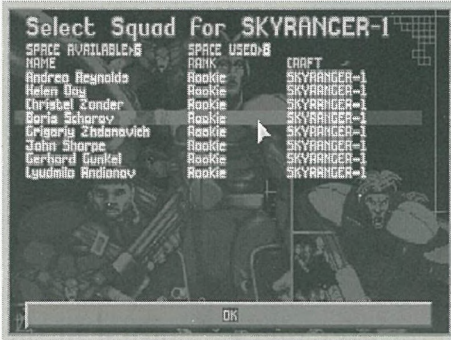 Select Squad for SKYRANGER-1
SPACE AVAILABLE>6 SPACE USED>8
NAME RANK CRAFT
Andrea Reynolds Rookie SKYRANGER-1
Helen Day Rookie SKYRANGER-1
Christel Zander Rookie SKYRANGER-1
Boris Schorov Rookie SKYRANGER-1
Grigoriy Zhdanovich Rookie SKYRANGER-1
John Sharpe Rookie SKYRANGER-1
Gerhard Gunkel Rookie SKYRANGER-1
Lyudmila Andianov Rookie SKYRANGER-1
OK